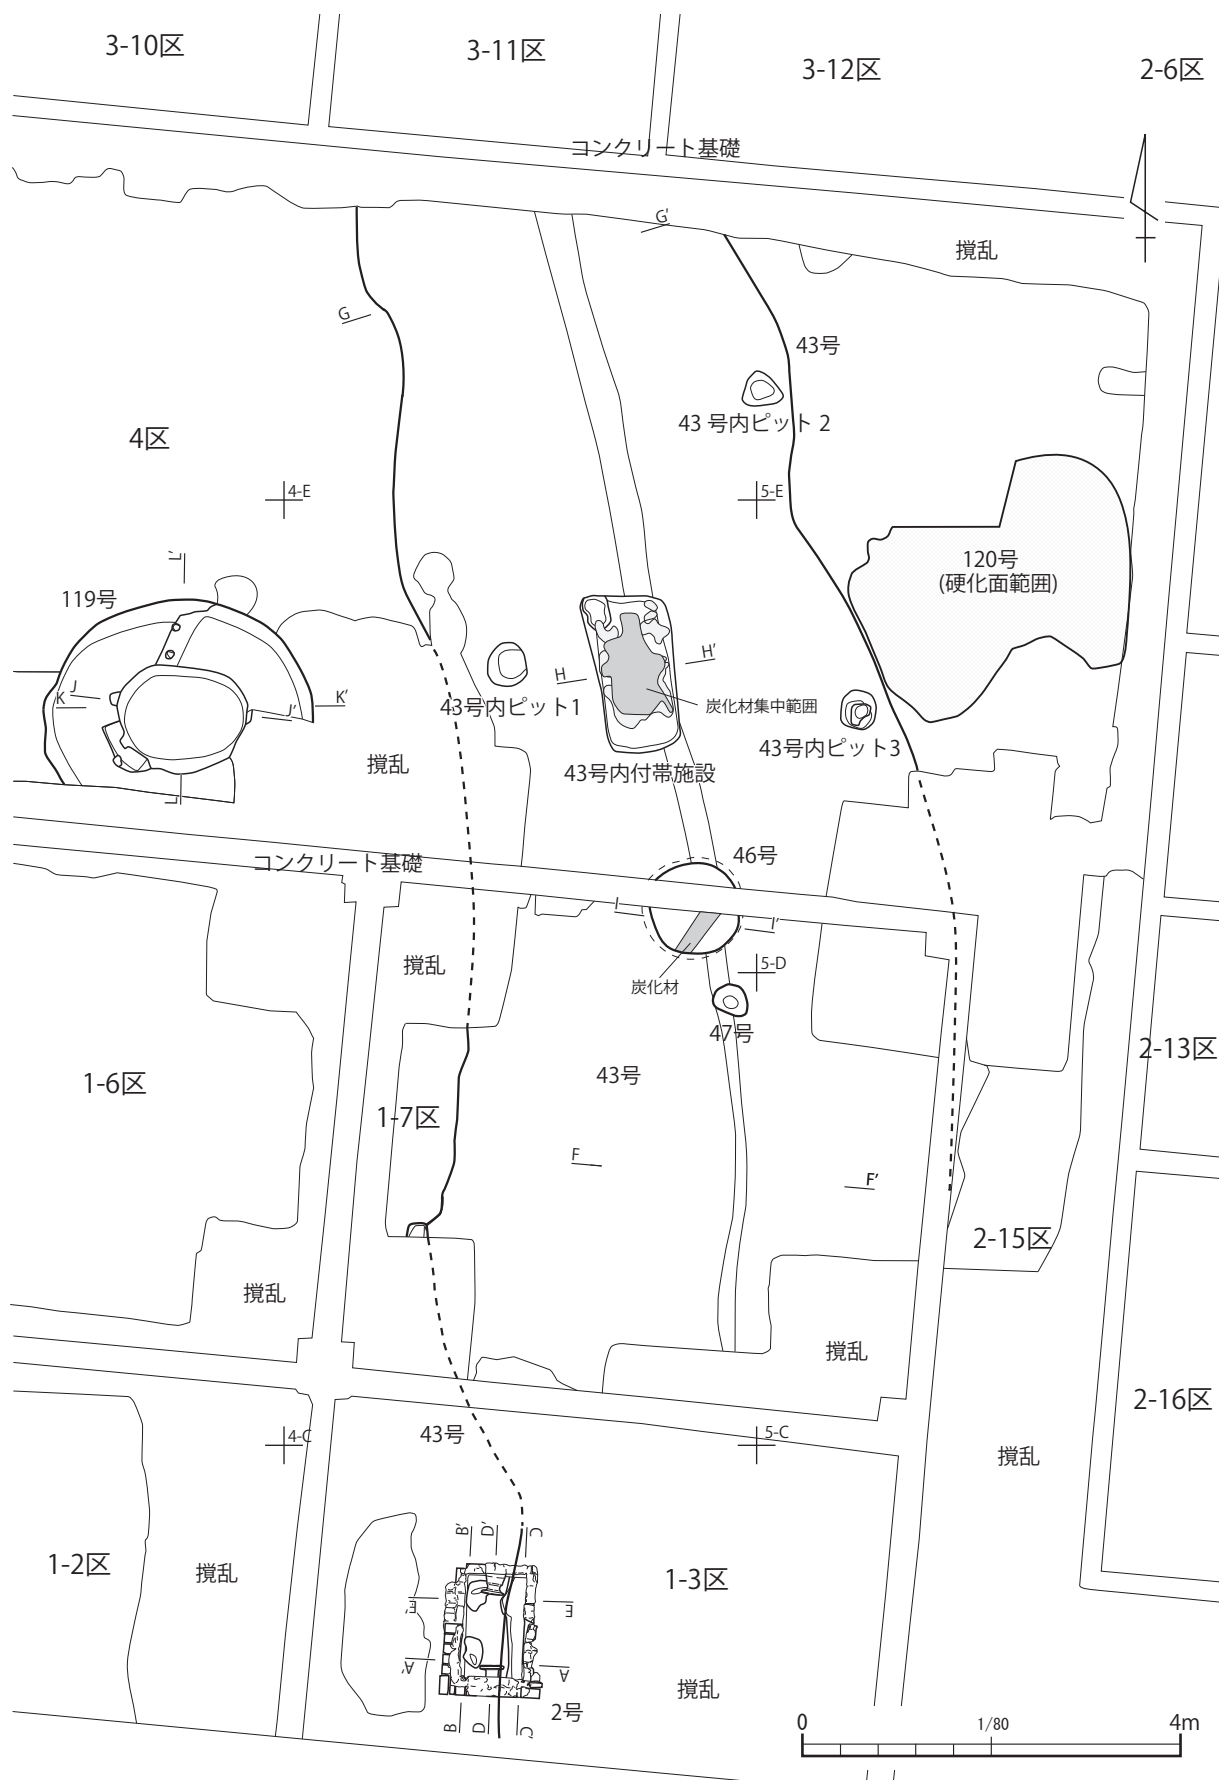 3-10区
3-11区
3-12区
2-6区
コンクリート基礎
G'
撹乱
G
43号
43 号内ピット 2
4区
4-E
5-E
120号
(硬化面範囲)
L'
119号
H'
H
J
K
K'
J'
43号内ピット1
炭化材集中範囲
43号内ピット3
撹乱
43号内付帯施設
L
46号
コンクリート基礎
I
I'
撹乱
5-D
炭化材
47号
2-13区
43号
1-6区
1-7区
F
F'
2-15区
撹乱
撹乱
2-16区
43号
4-C
5-C
撹乱
B'
D'
C
1-2区
撹乱
1-3区
E'
E
A'
A
撹乱
2号
B
D
C'
0
1/80
4m